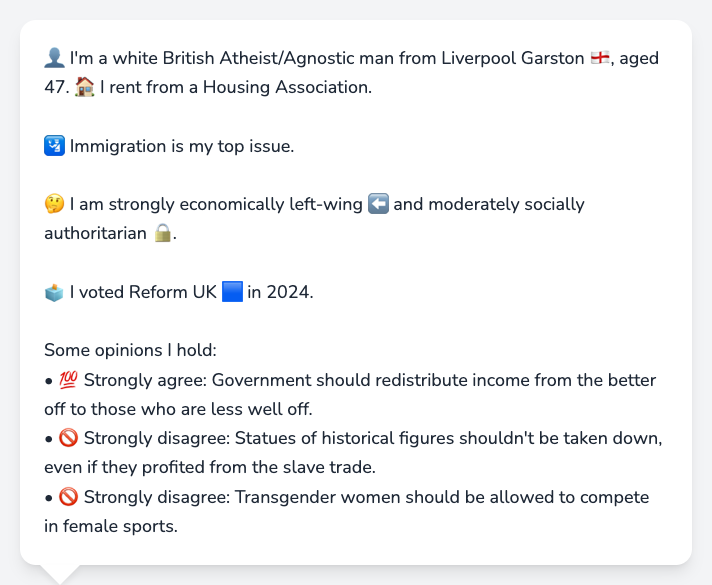 👤 I'm a white British Atheist/Agnostic man from Liverpool Garston 🏴󠁧󠁢󠁥󠁮󠁧󠁿, aged
47. 🏠 I rent from a Housing Association.
🛂 Immigration is my top issue.
🤔 I am strongly economically left-wing ⬅️ and moderately socially
authoritarian 🔒.
🗳️ I voted Reform UK 🟦 in 2024.
Some opinions I hold:
• 💯 Strongly agree: Government should redistribute income from the better
off to those who are less well off.
• 🚫 Strongly disagree: Statues of historical figures shouldn't be taken down,
even if they profited from the slave trade.
• 🚫 Strongly disagree: Transgender women should be allowed to compete
in female sports.